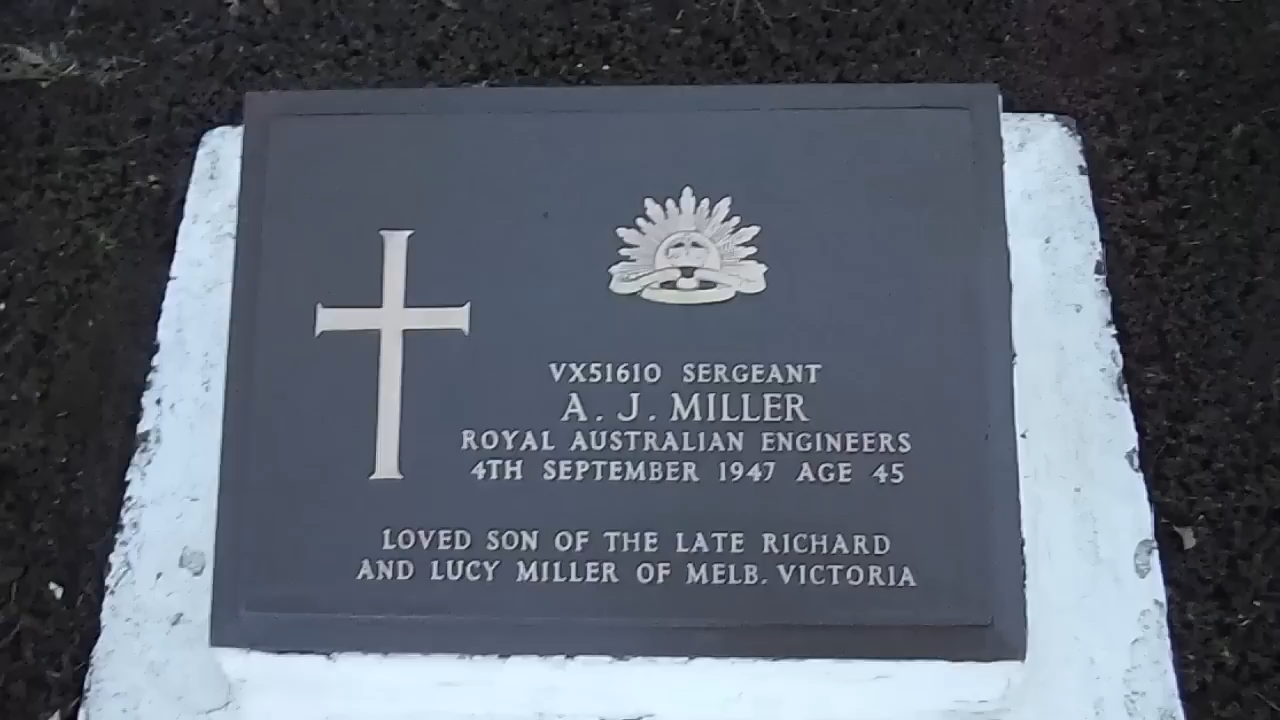 VX51610 SERGEANT
A. J. MILLER
ROYAL AUSTRALIAN ENGINEERS
4TH SEPTEMBER 1947 AGE 45
LOVED SON OF THE LATE RICHARD
AND LUCY MILLER OF MELB. VICTORIA